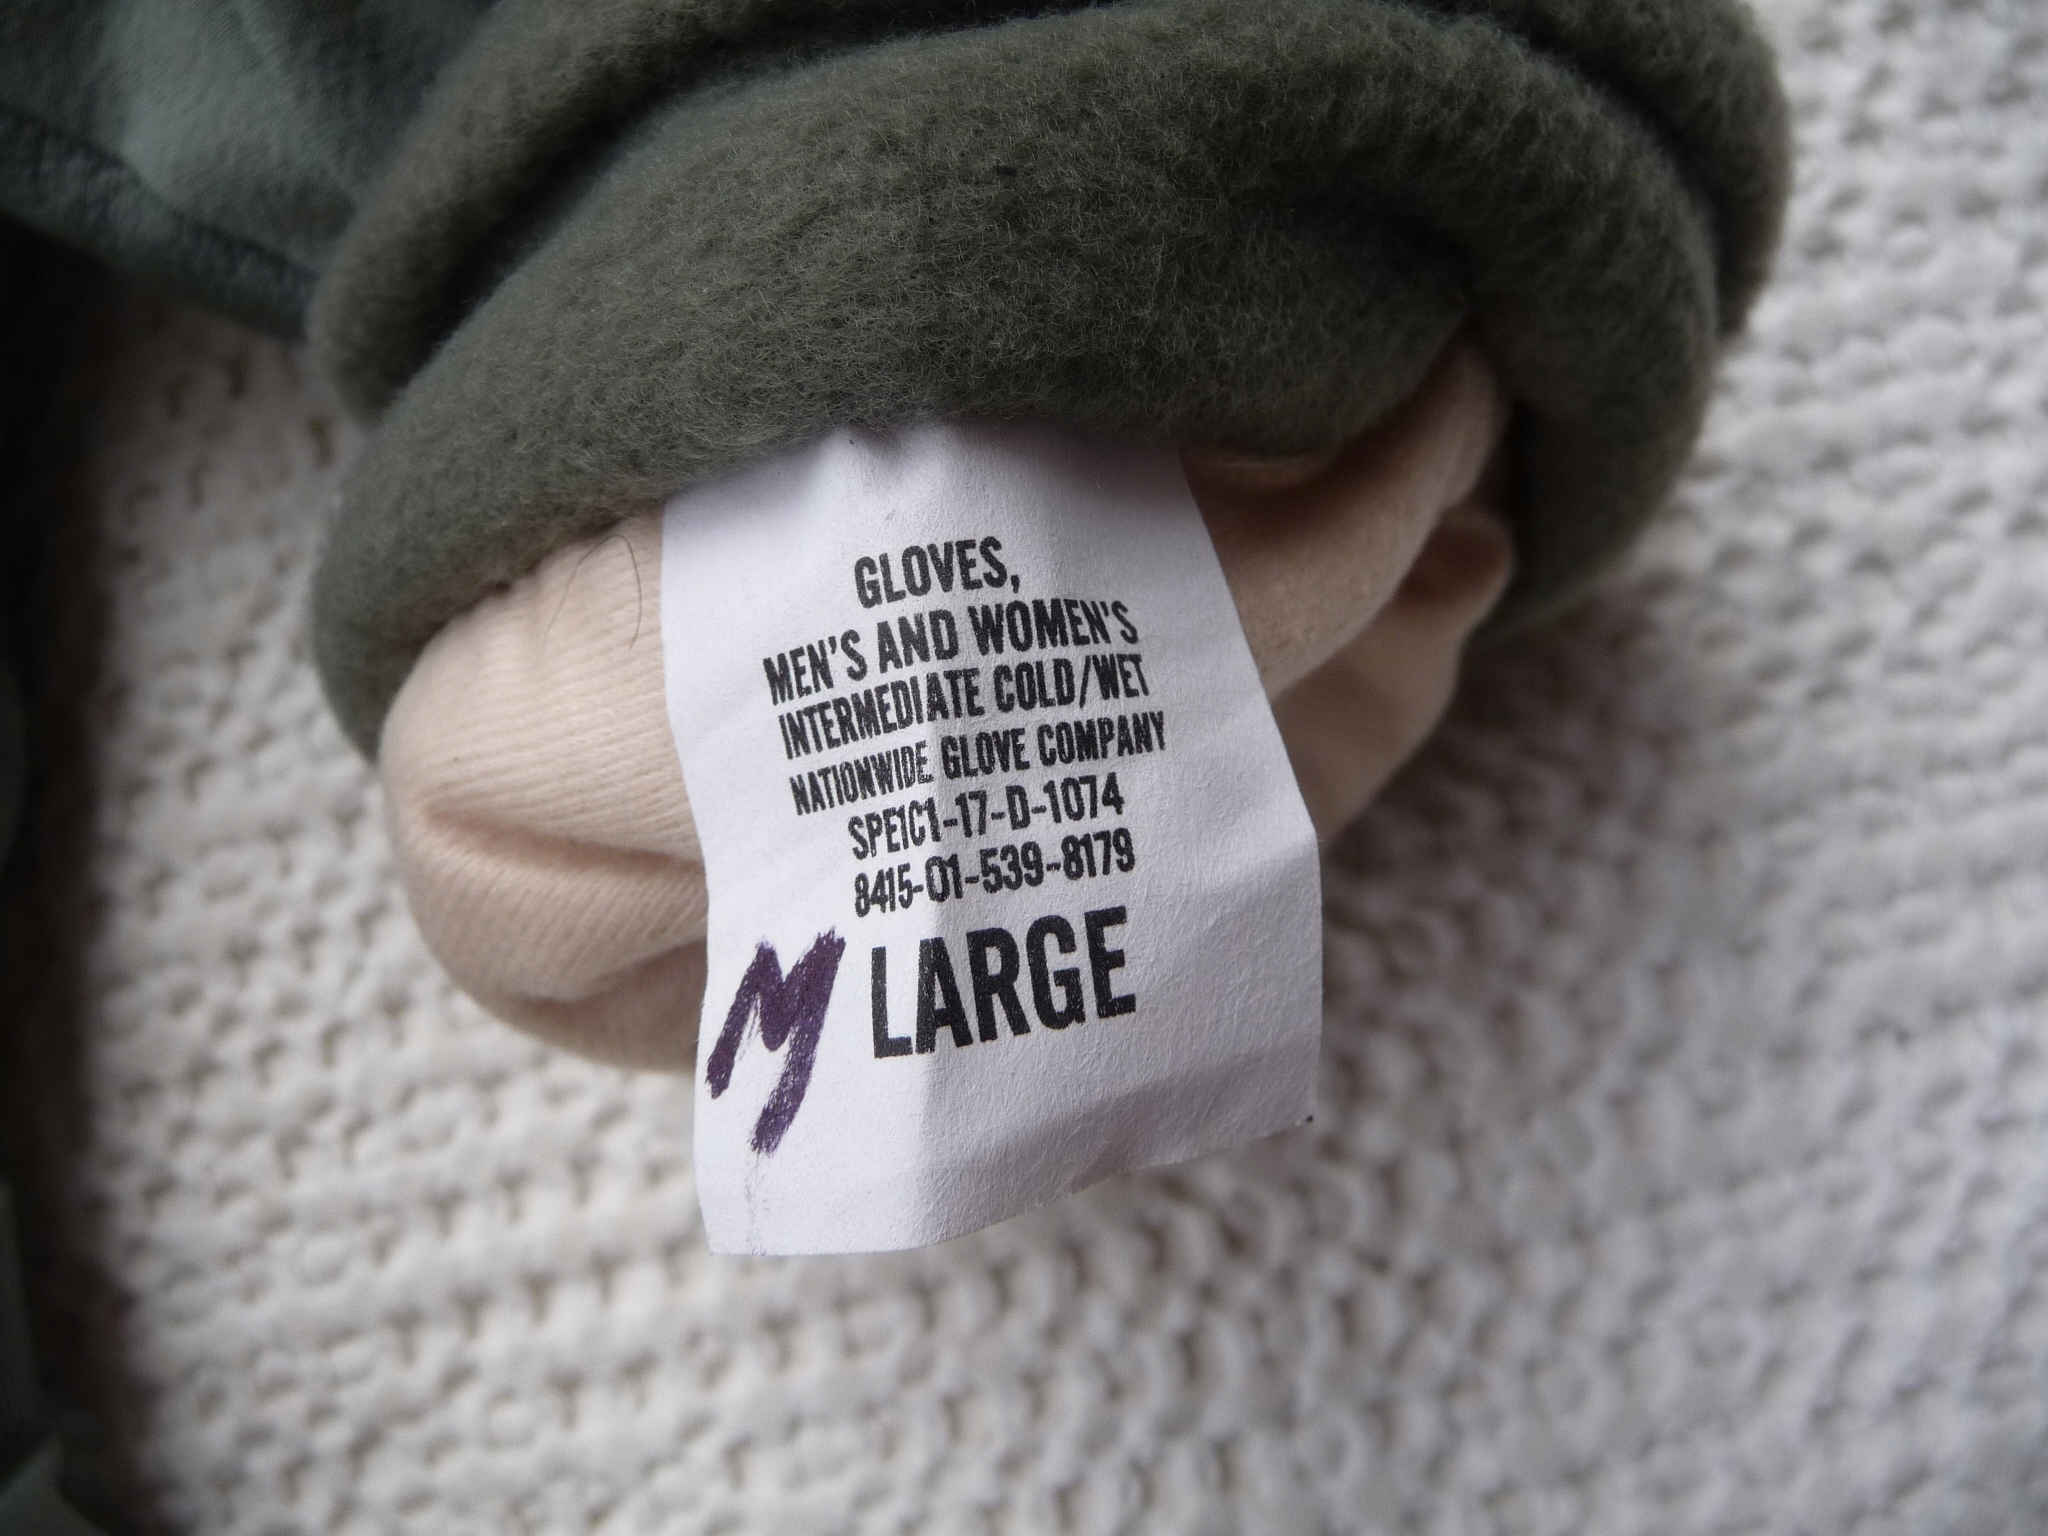 GLOVES,
MEN'S AND WOMEN'S
INTERMEDIATE COLD/WET
NATIONWIDE GLOVE COMPANY
SPE1C1-17-D-1074
8415-01-539-8179
M LARGE